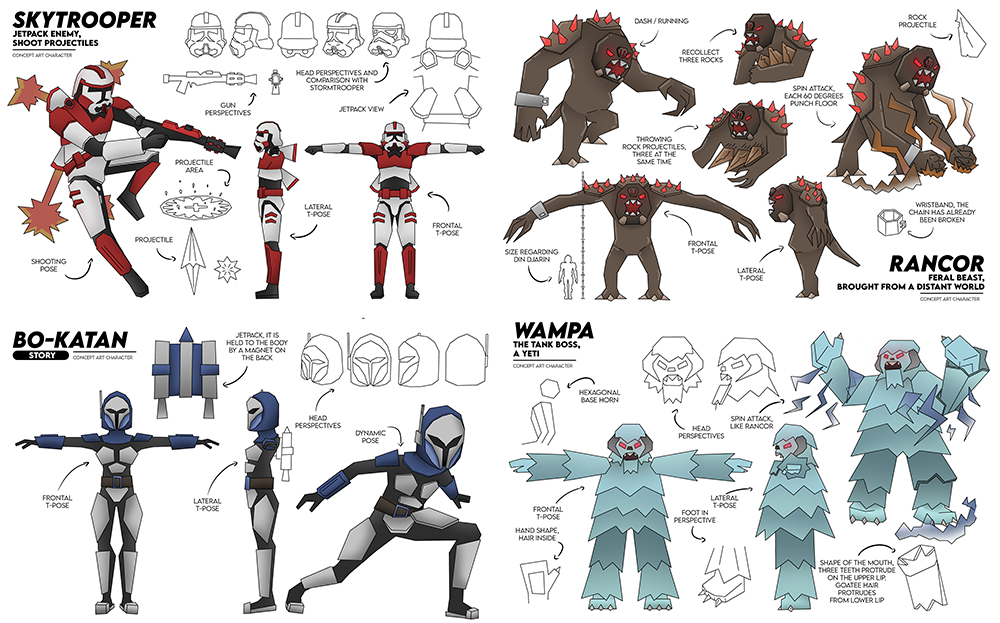 SKYTROOPER
JETPACK ENEMY,
SHOOT PROJECTILES
CONCEPT ART CHARACTER
GUN
PERSPECTIVES
HEAD PERSPECTIVES AND
COMPARISON WITH
STORMTROOPER
JETPACK VIEW
PROJECTILE
AREA
PROJECTILE
SHOOTING
POSE
LATERAL
T-POSE
FRONTAL
T-POSE
DASH / RUNNING
RECOLLECT
THREE ROCKS
ROCK
PROJECTILE
SPIN ATTACK,
EACH 60 DEGREES
PUNCH FLOOR
THROWING
ROCK PROJECTILES,
THREE AT THE
SAME TIME
SIZE REGARDING
DIN DJARIN
FRONTAL
T-POSE
LATERAL
T-POSE
WRISTBAND, THE
CHAIN HAS ALREADY
BEEN BROKEN
RANCOR
FERAL BEAST,
BROUGHT FROM A DISTANT WORLD
CONCEPT ART CHARACTER
BO-KATAN
STORY
CONCEPT ART CHARACTER
JETPACK, IT IS
HELD TO THE BODY
BY A MAGNET ON
THE BACK
HEAD
PERSPECTIVES
DYNAMIC
POSE
FRONTAL
T-POSE
LATERAL
T-POSE
WAMPA
THE TANK BOSS,
A YETI
CONCEPT ART CHARACTER
HEXAGONAL
BASE HORN
HEAD
PERSPECTIVES
SPIN ATTACK,
LIKE RANCOR
FRONTAL
T-POSE
HAND SHAPE,
HAIR INSIDE
LATERAL
T-POSE
FOOT IN
PERSPECTIVE
SHAPE OF THE MOUTH,
THREE TEETH PROTRUDE
ON THE UPPER LIP,
GOATEE HAIR
PROTRUDES
FROM LOWER LIP